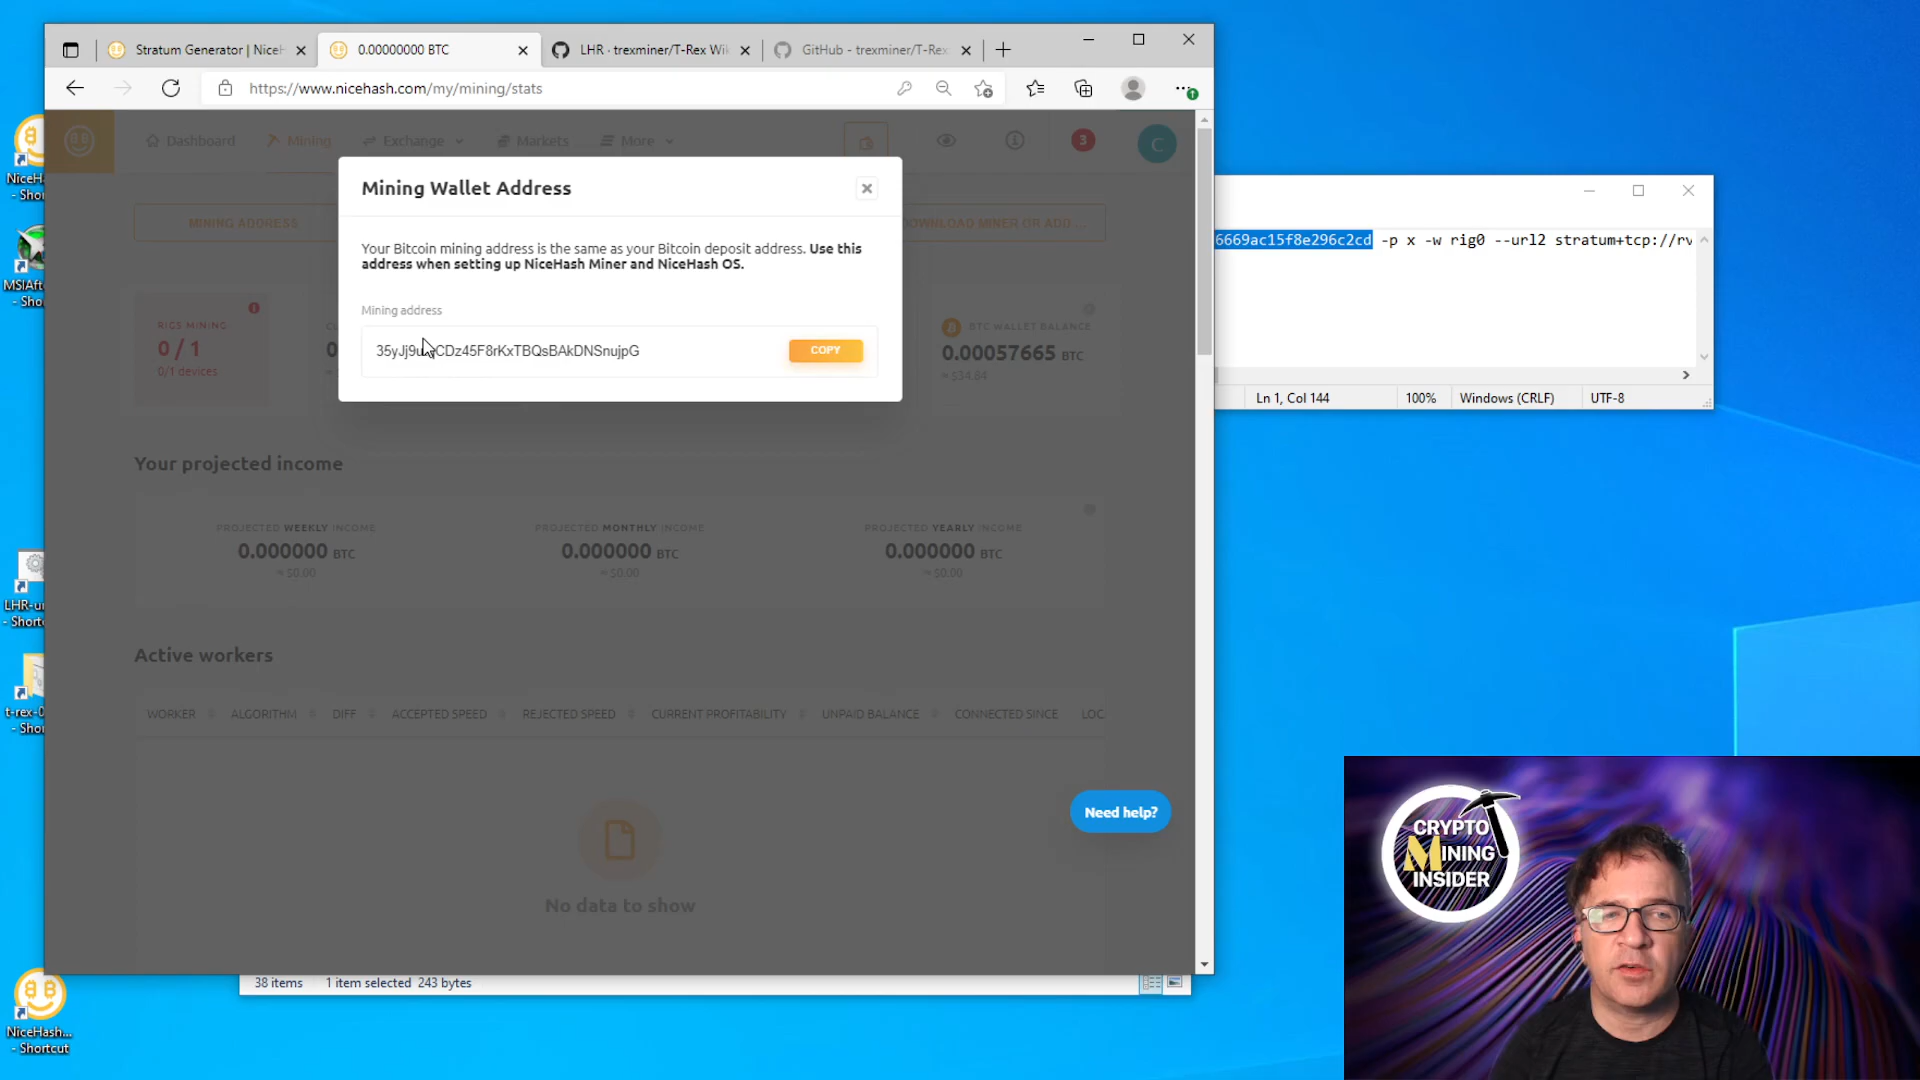 Stratum Generator | NiceH
0.00000000 BTC
LHR · trexminer/T-Rex Wik
GitHub - trexminer/T-Rex
https://www.nicehash.com/my/mining/stats
Dashboard
Mining
Exchange
Markets
More
3
C
Mining Wallet Address
MINING ADDRESS
OWNLOAD MINER OR ADD ...
Your Bitcoin mining address is the same as your Bitcoin deposit address. Use this
address when setting up NiceHash Miner and NiceHash OS.
Mining address
COPY
RIGS MINING
0 / 1
0/1 devices
BTC WALLET BALANCE
0.00057665 BTC
≈ $34.84
6669ac15f8e296c2cd -p x -w rig0 --url2 stratum+tcp://rv
Ln 1, Col 144
100%
Windows (CRLF)
UTF-8
Your projected income
PROJECTED WEEKLY INCOME
0.000000 BTC
≈ $0.00
PROJECTED MONTHLY INCOME
0.000000 BTC
≈ $0.00
PROJECTED YEARLY INCOME
0.000000 BTC
≈ $0.00
Active workers
WORKER
ALGORITHM
DIFF
ACCEPTED SPEED
REJECTED SPEED
CURRENT PROFITABILITY
UNPAID BALANCE
CONNECTED SINCE
LOC
No data to show
Need help?
38 items
1 item selected 243 bytes
NiceH
- Shor
MSIAft
- Sho
LHR-u
- Short
t-rex-0
- Shor
NiceHash...
- Shortcut
CRYPTO
MINING
INSIDER